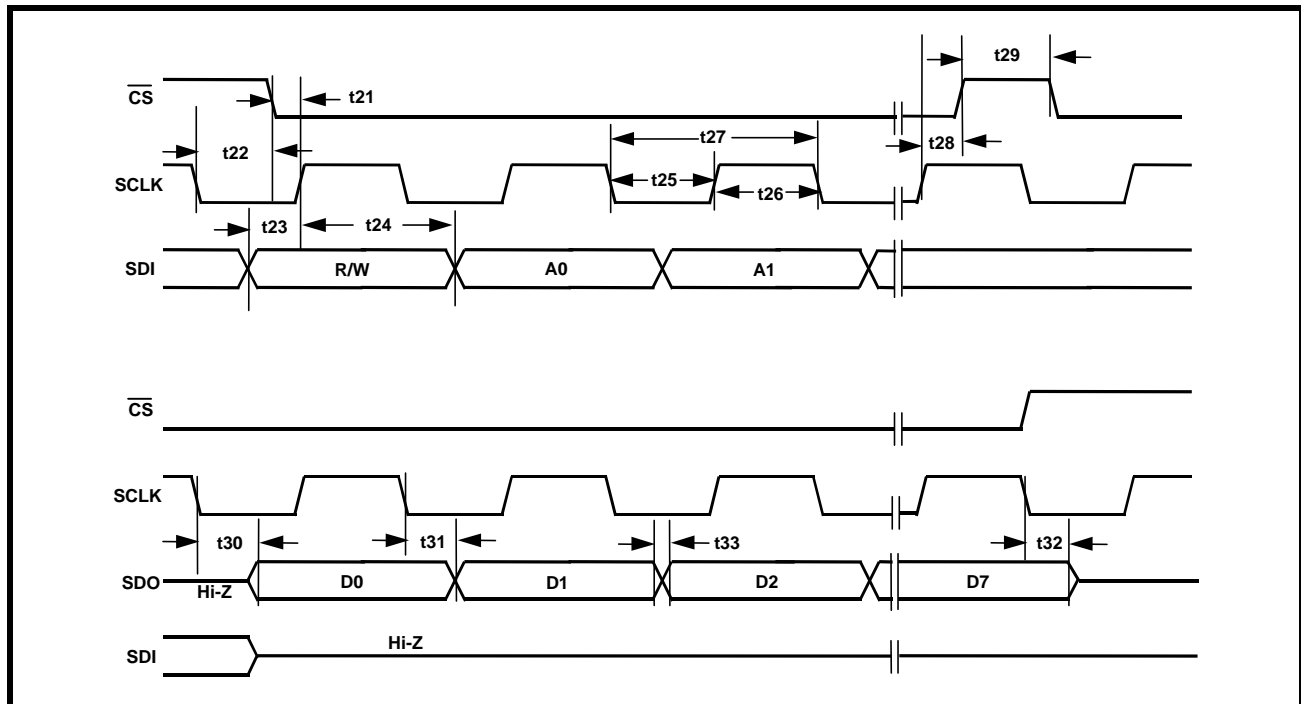 t29
CS
t21
t27
t22
t28
SCLK
t25
t26
t23
t24
SDI
R/W
A0
A1
CS
SCLK
t30
t31
t33
t32
SDO
Hi-Z
D0
D1
D2
D7
SDI
Hi-Z